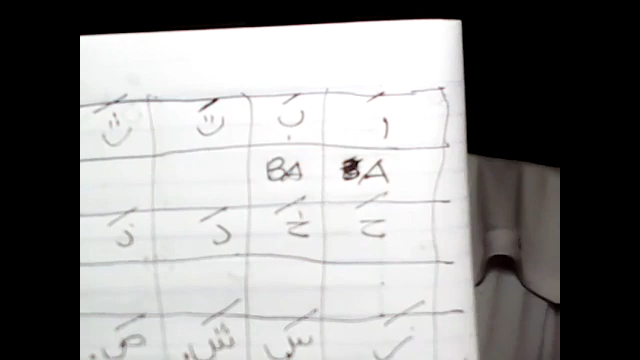 اَ بَ تَ ثَ
A BA
حَ خَ دَ ذَ
زَ سَ شَ صَ